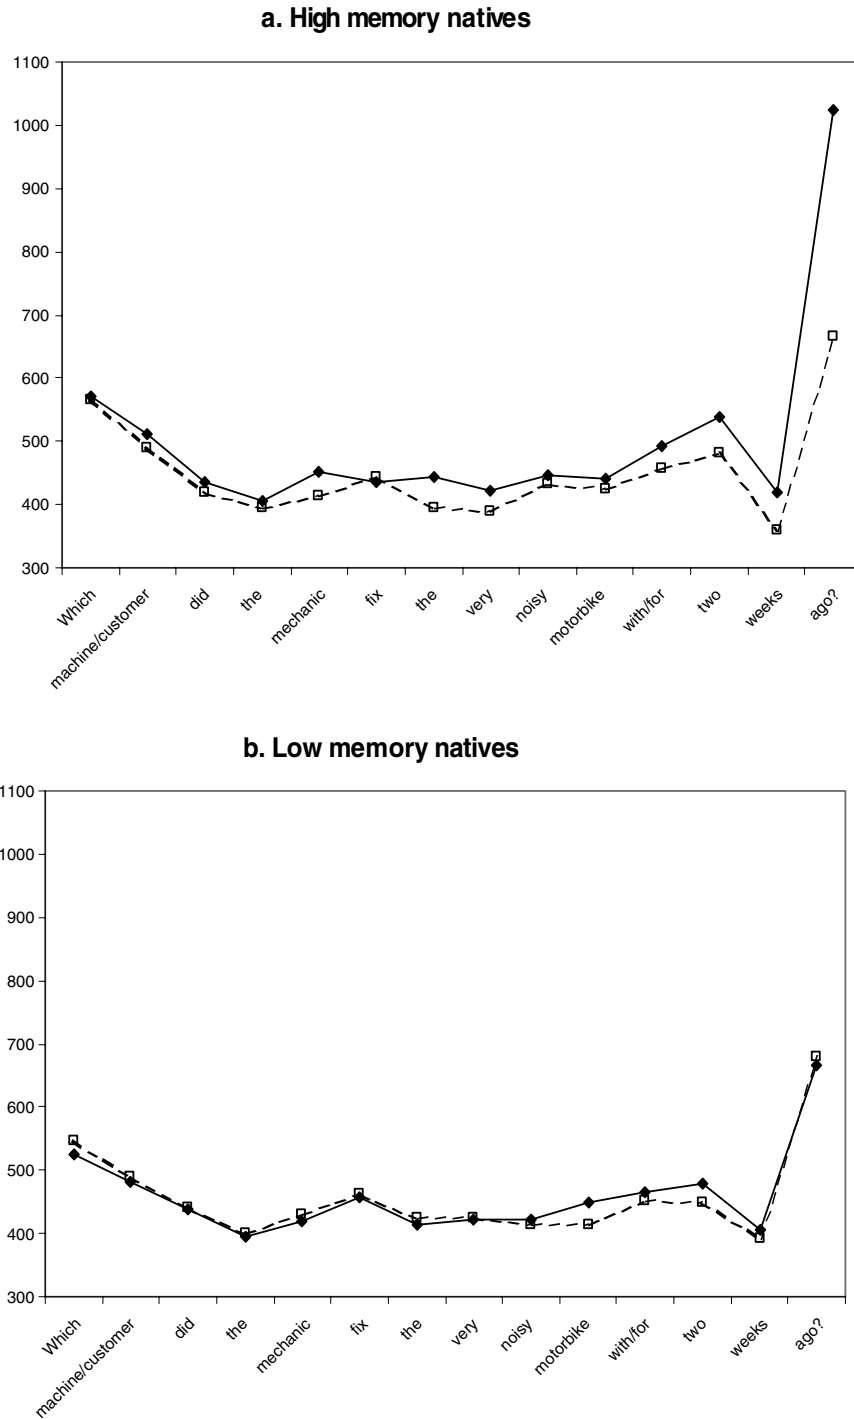 a. High memory natives
1100
1000
900
800
700
600
500
400
300
Which
machine/customer
did
the
mechanic
fix
the
very
noisy
motorbike
with/for
two
weeks
ago?
b. Low memory natives
1100
1000
900
800
700
600
500
400
300
Which
machine/customer
did
the
mechanic
fix
the
very
noisy
motorbike
with/for
two
weeks
ago?